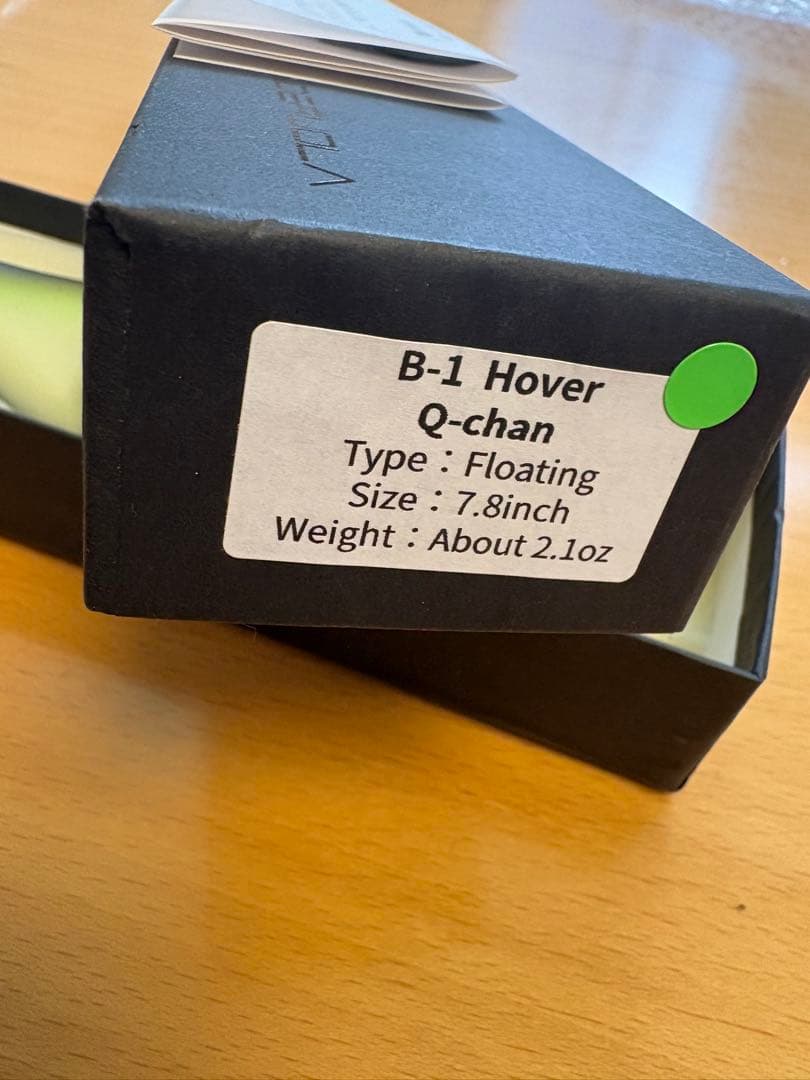 B-1 Hover
Q-chan
Type：Floating
Size：7.8inch
Weight：About 2.1oz